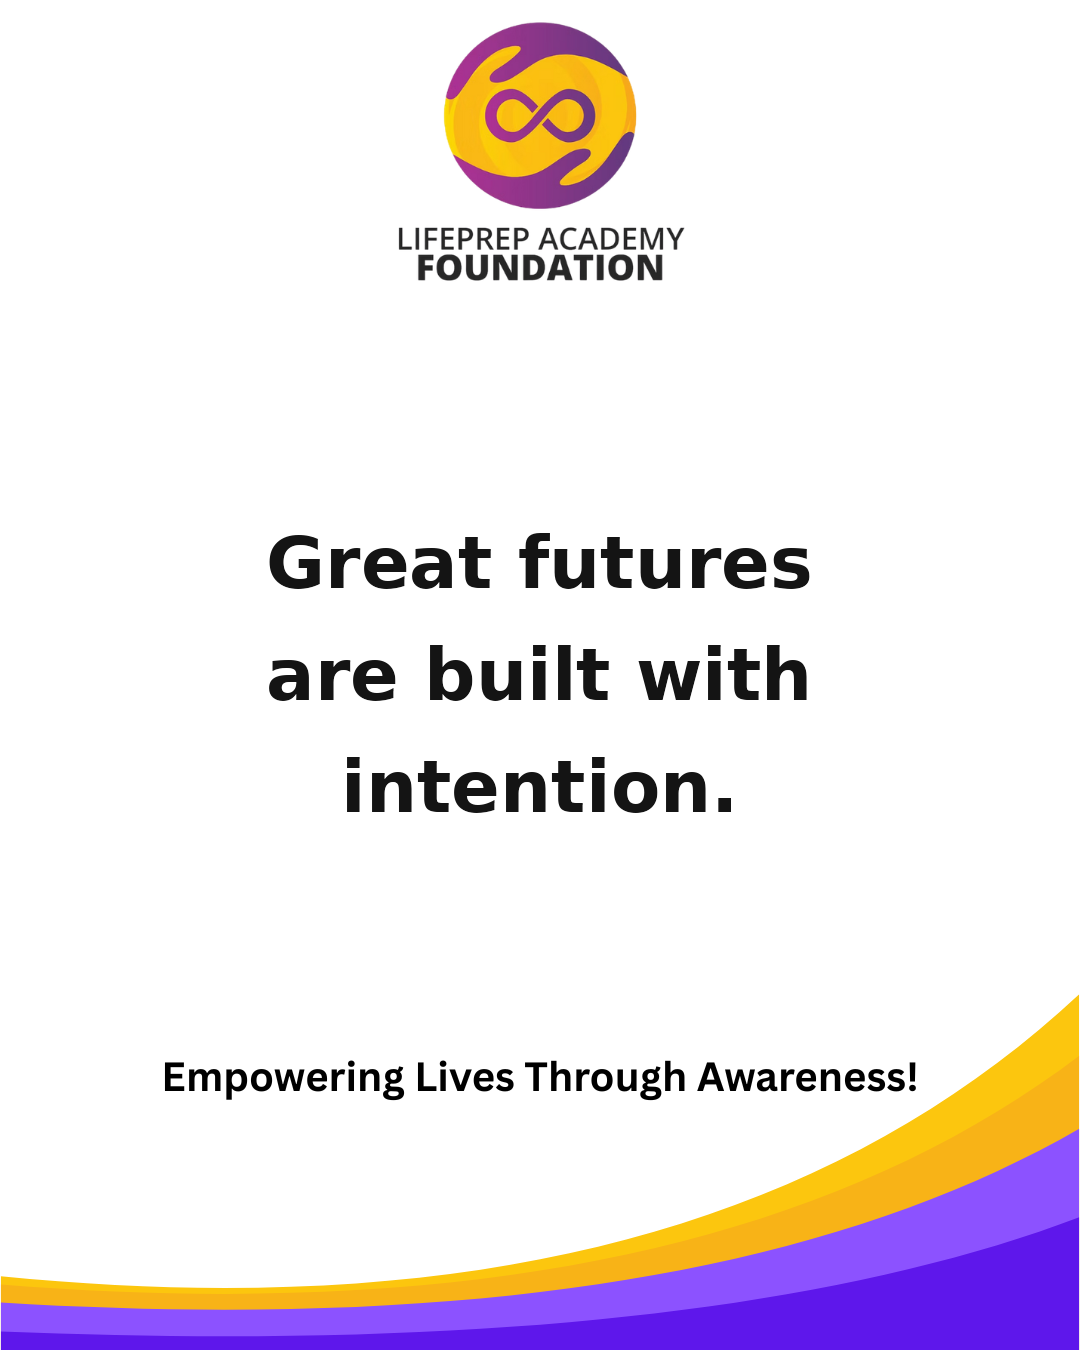 LIFEPREP ACADEMY
FOUNDATION
Great futures
are built with
intention.
Empowering Lives Through Awareness!